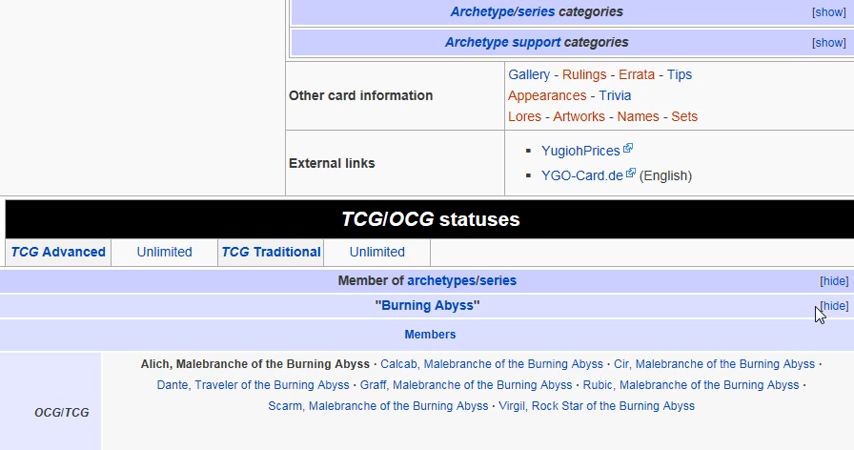 Archetype/series categories [show]
Archetype support categories [show]
Other card information
Gallery - Rulings - Errata - Tips
Appearances - Trivia
Lores - Artworks - Names - Sets
External links
YugiohPrices
YGO-Card.de (English)
TCG/OCG statuses
TCG Advanced Unlimited TCG Traditional Unlimited
Member of archetypes/series [hide]
"Burning Abyss" [hide]
Members
OCG/TCG
Alich, Malebranche of the Burning Abyss · Calcab, Malebranche of the Burning Abyss · Cir, Malebranche of the Burning Abyss ·
Dante, Traveler of the Burning Abyss · Graff, Malebranche of the Burning Abyss · Rubic, Malebranche of the Burning Abyss ·
Scarm, Malebranche of the Burning Abyss · Virgil, Rock Star of the Burning Abyss